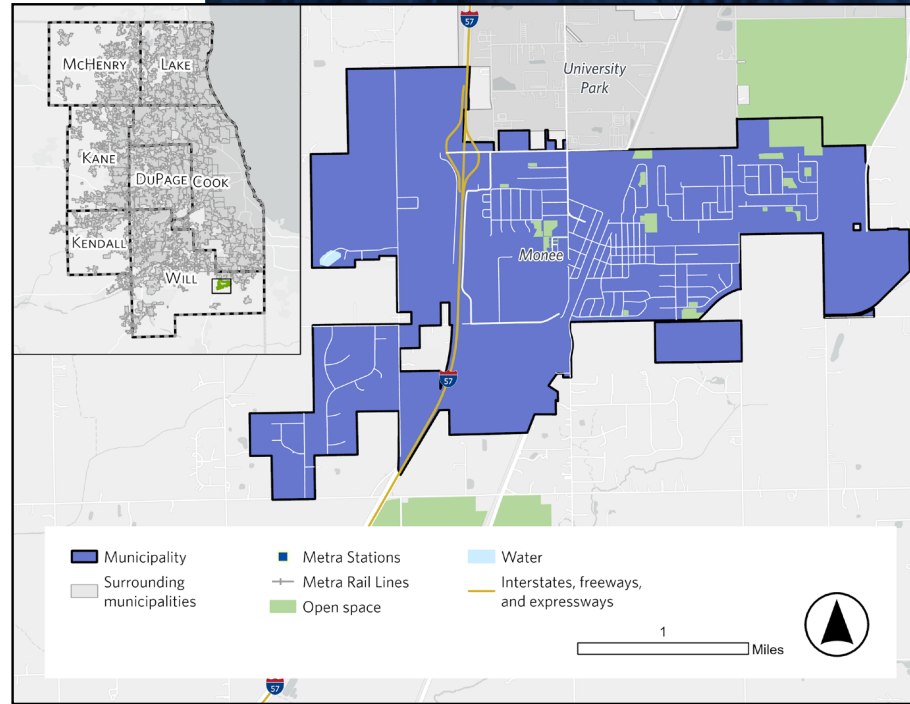 57
University
Park
McHenry
Lake
Kane
DuPage
Cook
Kendall
Will
Monee
57
Municipality
Surrounding
municipalities
Metra Stations
Metra Rail Lines
Open space
Water
Interstates, freeways,
and expressways
1
Miles
57